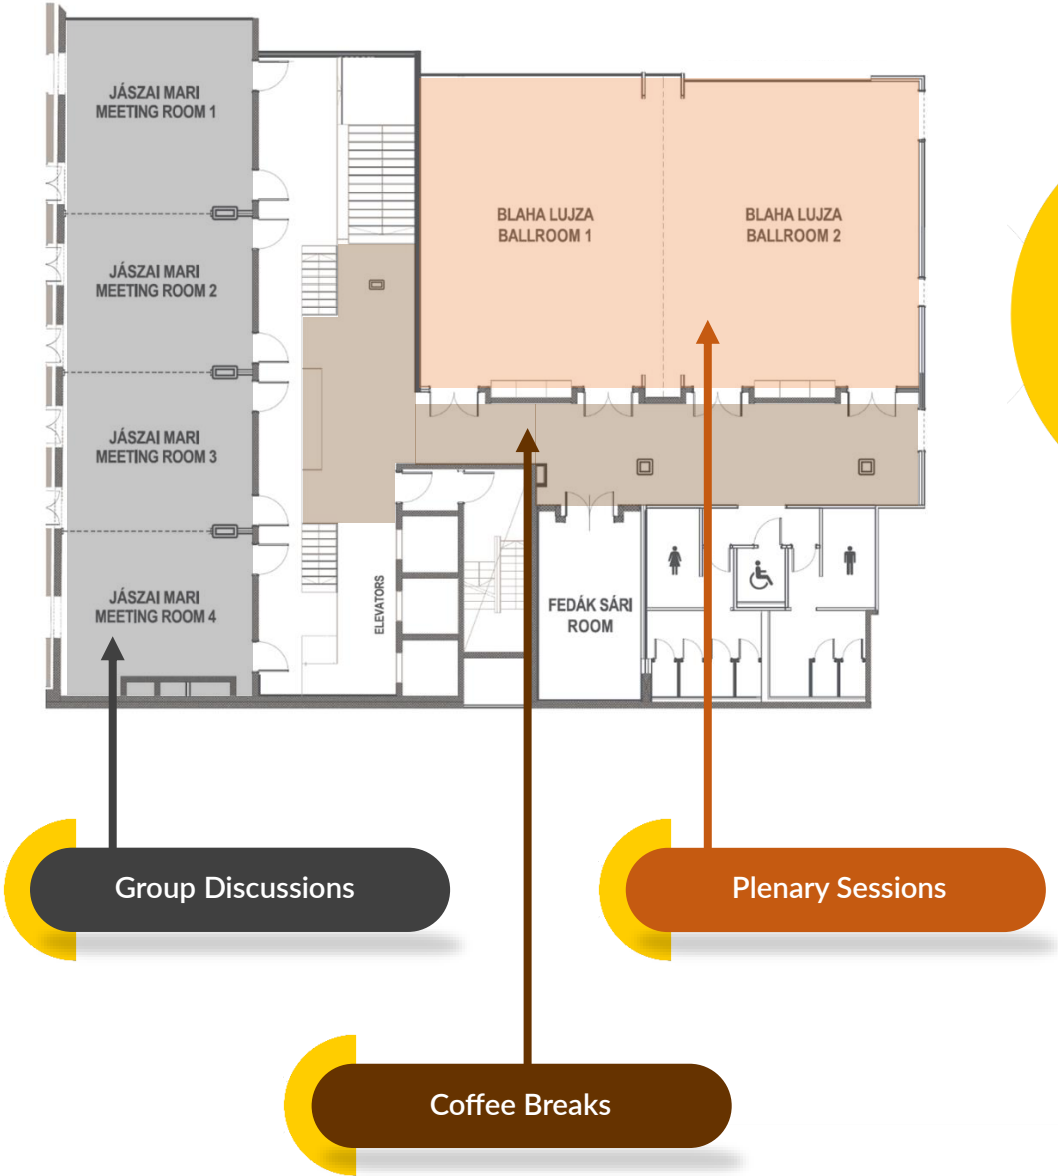 JÁSZAI MARI
MEETING ROOM 1
JÁSZAI MARI
MEETING ROOM 2
JÁSZAI MARI
MEETING ROOM 3
JÁSZAI MARI
MEETING ROOM 4
BLAHA LUJZA
BALLROOM 1
BLAHA LUJZA
BALLROOM 2
ELEVATORS
FEDÁK SÁRI
ROOM
Group Discussions
Plenary Sessions
Coffee Breaks